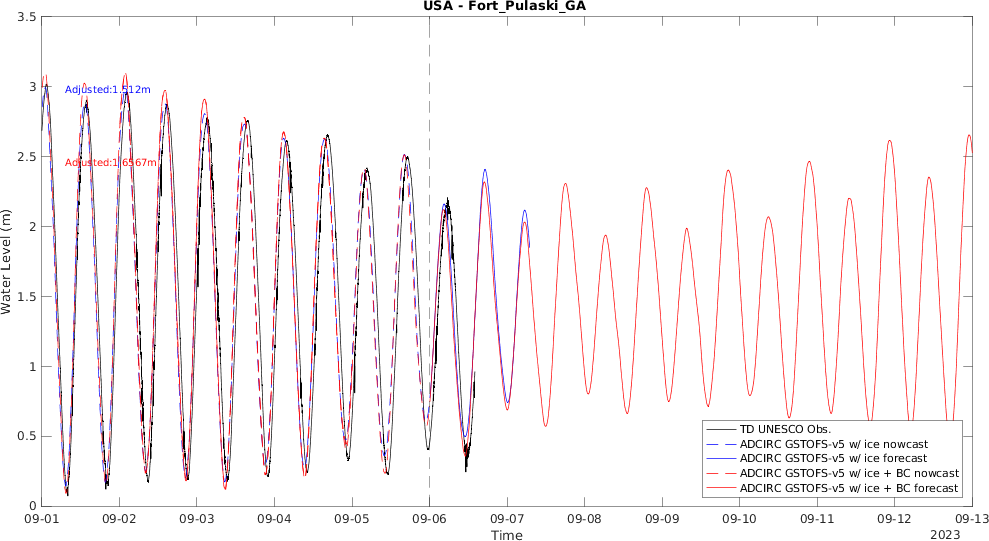 USA - Fort_Pulaski_GA
3.5
3
2.5
2
1.5
1
0.5
0
Water Level (m)
Adjusted:1.512m
Adjusted:1.6567m
TD UNESCO Obs.
ADCIRC GSTOFS-v5 w/ ice nowcast
ADCIRC GSTOFS-v5 w/ ice forecast
ADCIRC GSTOFS-v5 w/ ice + BC nowcast
ADCIRC GSTOFS-v5 w/ ice + BC forecast
09-01 09-02 09-03 09-04 09-05 09-06 09-07 09-08 09-09 09-10 09-11 09-12 09-13
Time
2023